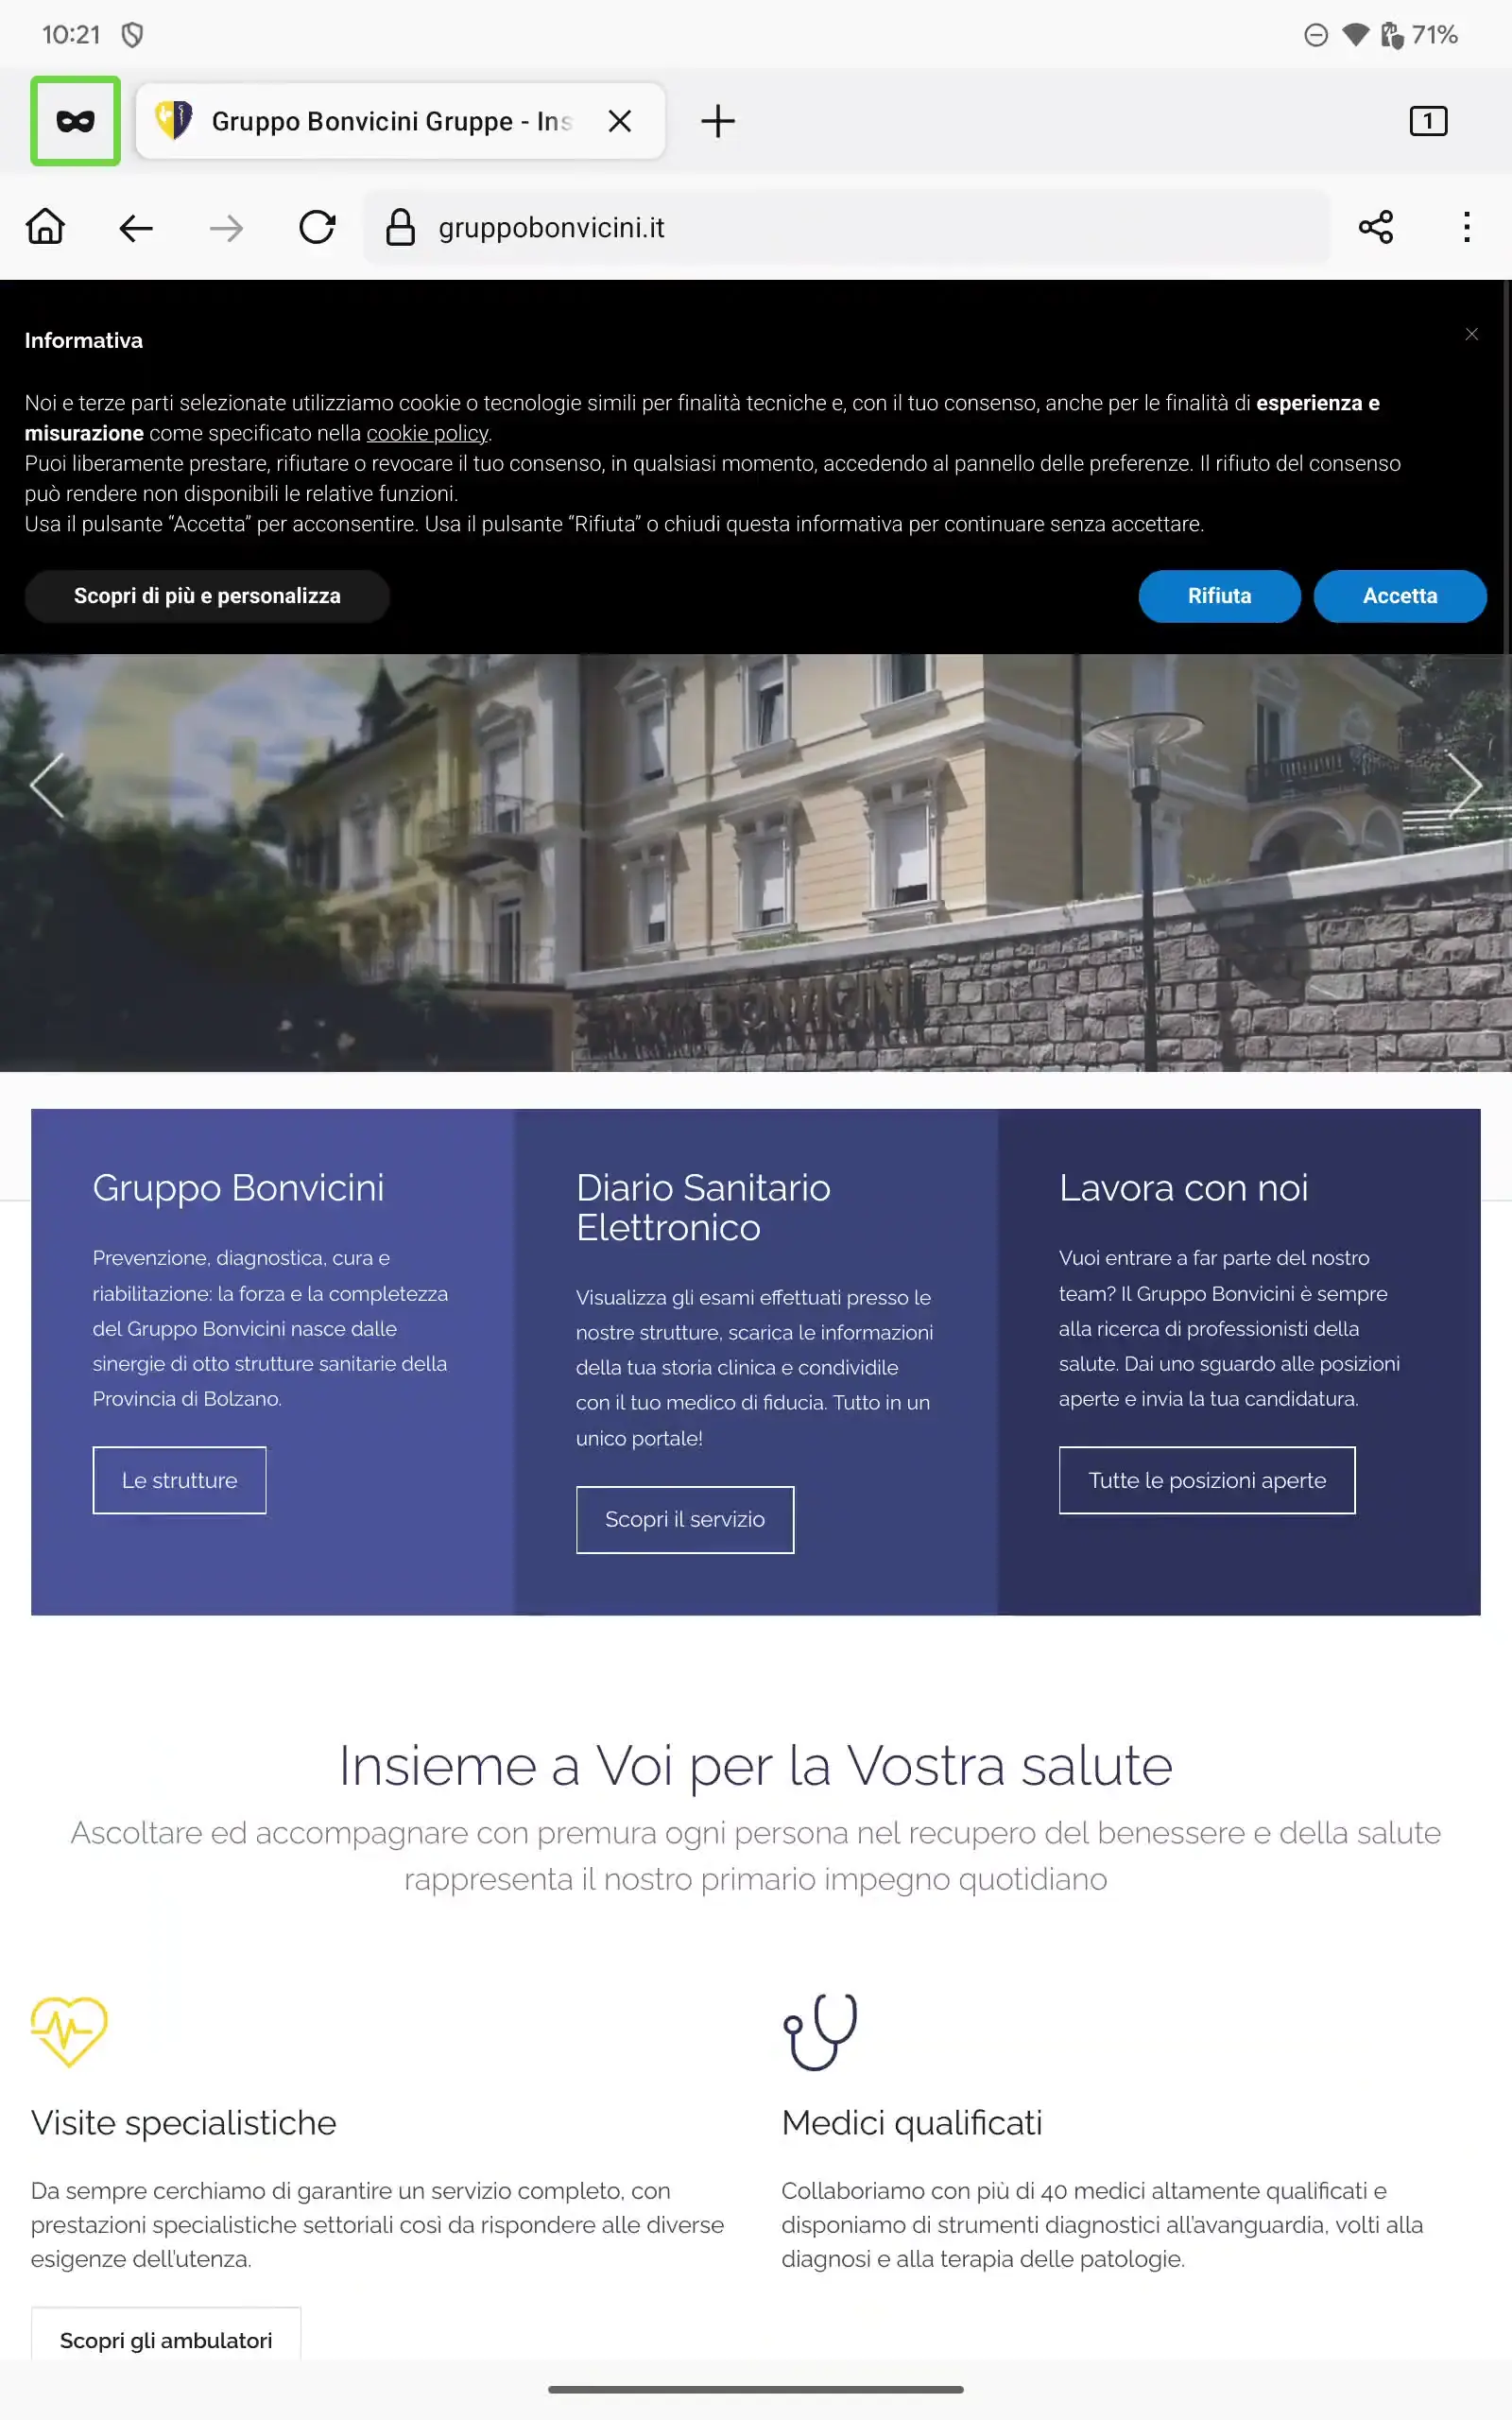 10:21
71%
Gruppo Bonvicini Gruppe - Ins
1
gruppobonvicini.it
Informativa
Noi e terze parti selezionate utilizziamo cookie o tecnologie simili per finalità tecniche e, con il tuo consenso, anche per le finalità di esperienza e
misurazione come specificato nella cookie policy.
Puoi liberamente prestare, rifiutare o revocare il tuo consenso, in qualsiasi momento, accedendo al pannello delle preferenze. Il rifiuto del consenso
può rendere non disponibili le relative funzioni.
Usa il pulsante “Accetta” per acconsentire. Usa il pulsante “Rifiuta” o chiudi questa informativa per continuare senza accettare.
Scopri di più e personalizza
Rifiuta
Accetta
BONVICINI
Gruppo Bonvicini
Prevenzione, diagnostica, cura e
riabilitazione: la forza e la completezza
del Gruppo Bonvicini nasce dalle
sinergie di otto strutture sanitarie della
Provincia di Bolzano.
Le strutture
Diario Sanitario
Elettronico
Visualizza gli esami effettuati presso le
nostre strutture, scarica le informazioni
della tua storia clinica e condividile
con il tuo medico di fiducia. Tutto in un
unico portale!
Scopri il servizio
Lavora con noi
Vuoi entrare a far parte del nostro
team? Il Gruppo Bonvicini è sempre
alla ricerca di professionisti della
salute. Dai uno sguardo alle posizioni
aperte e invia la tua candidatura.
Tutte le posizioni aperte
Insieme a Voi per la Vostra salute
Ascoltare ed accompagnare con premura ogni persona nel recupero del benessere e della salute
rappresenta il nostro primario impegno quotidiano
Visite specialistiche
Da sempre cerchiamo di garantire un servizio completo, con
prestazioni specialistiche settoriali così da rispondere alle diverse
esigenze dell'utenza.
Scopri gli ambulatori
Medici qualificati
Collaboriamo con più di 40 medici altamente qualificati e
disponiamo di strumenti diagnostici all'avanguardia, volti alla
diagnosi e alla terapia delle patologie.